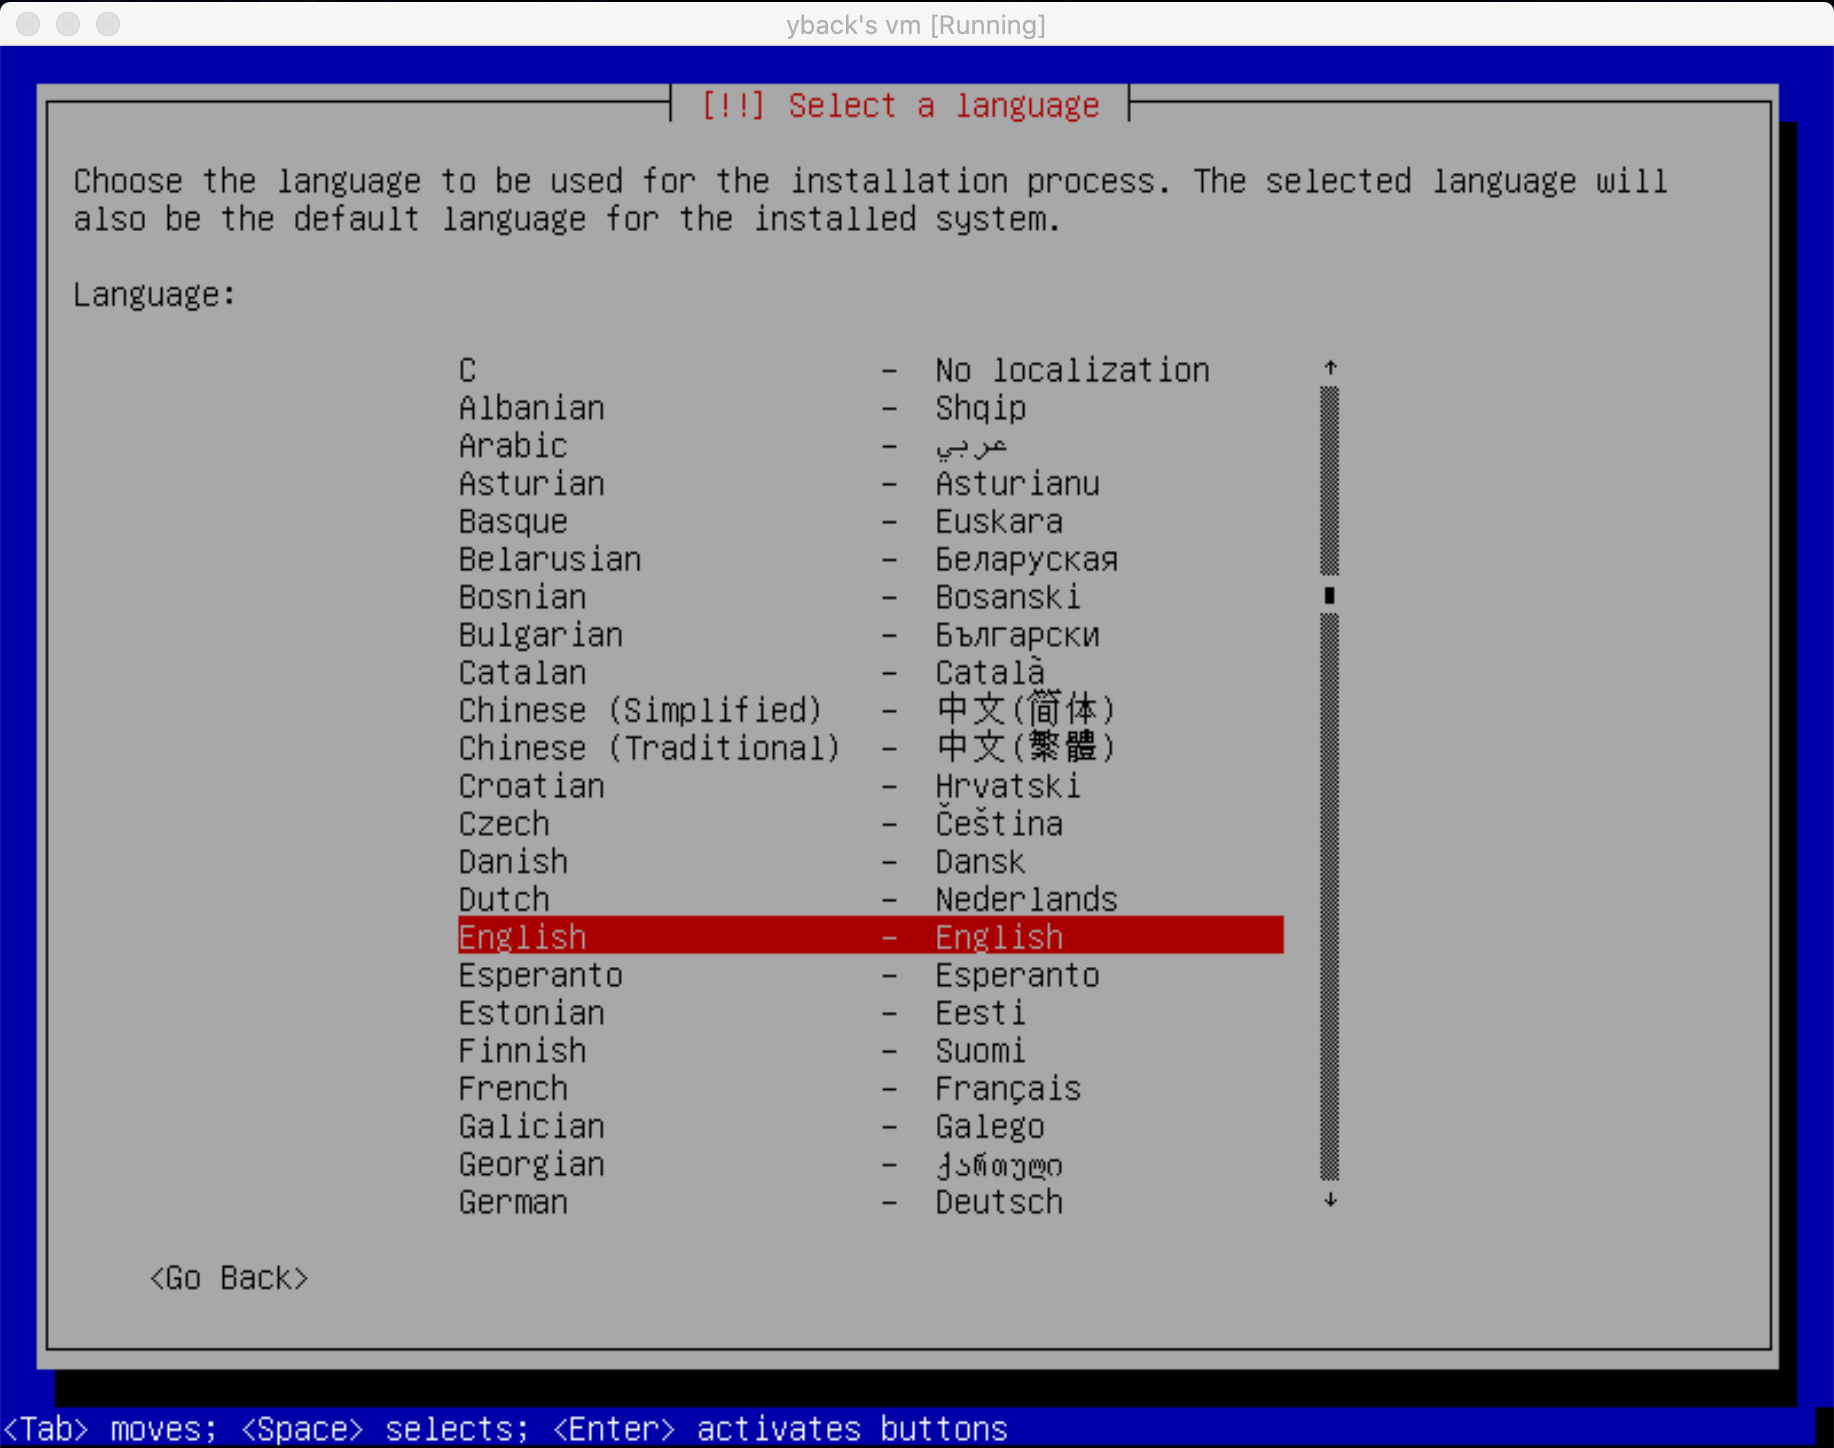 yback's vm [Running]
[!!] Select a language
Choose the language to be used for the installation process. The selected language will
also be the default language for the installed system.
Language:
C - No localization ↑
Albanian - Shqip
Arabic - عربي
Asturian - Asturianu
Basque - Euskara
Belarusian - Беларуская
Bosnian - Bosanski
Bulgarian - Български
Catalan - Català
Chinese (Simplified) - 中文(简体)
Chinese (Traditional) - 中文(繁體)
Croatian - Hrvatski
Czech - Čeština
Danish - Dansk
Dutch - Nederlands
English - English
Esperanto - Esperanto
Estonian - Eesti
Finnish - Suomi
French - Français
Galician - Galego
Georgian - ქართული
German - Deutsch ↓
<Go Back>
<Tab> moves; <Space> selects; <Enter> activates buttons